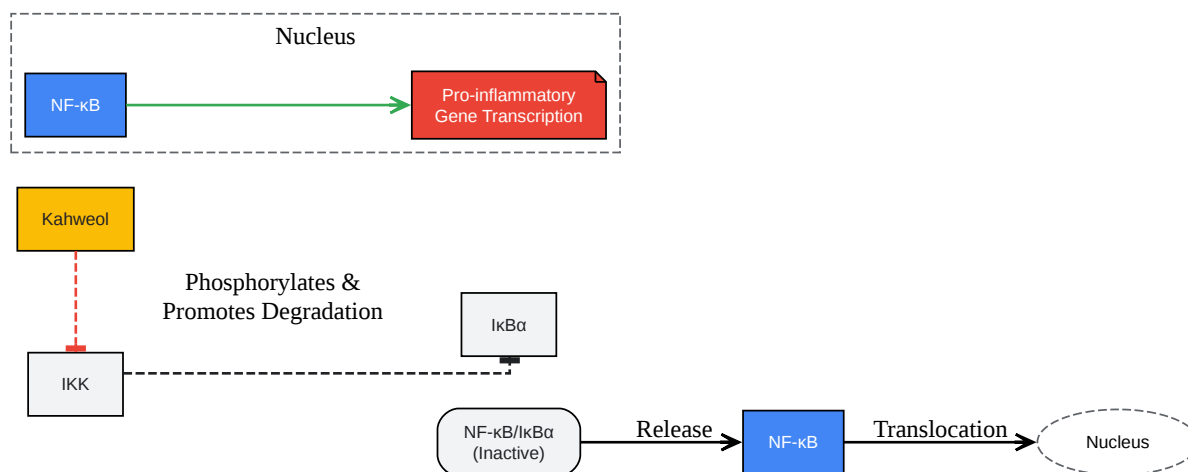 Nucleus
NF-κB
Pro-inflammatory
Gene Transcription
Kahweol
Phosphorylates &
Promotes Degradation
IκBα
IKK
NF-κB/IκBα
(Inactive)
Release
NF-κB
Translocation
Nucleus